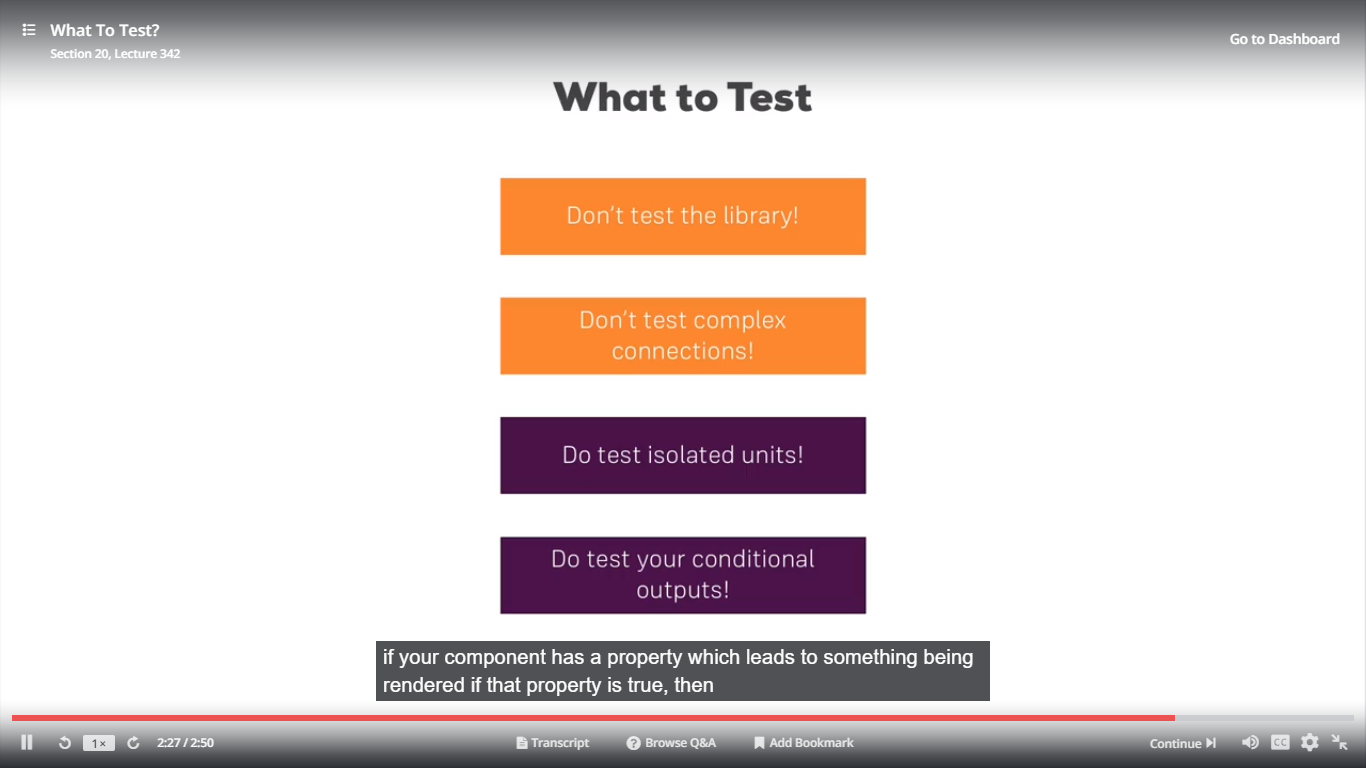 What To Test?
Section 20, Lecture 342
Go to Dashboard
What to Test
Don't test the library!
Don't test complex
connections!
Do test isolated units!
Do test your conditional
outputs!
if your component has a property which leads to something being
rendered if that property is true, then
1×
2:27 / 2:50
Transcript
? Browse Q&A
Add Bookmark
Continue
CC